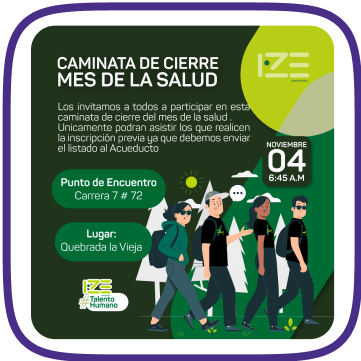 CAMINATA DE CIERRE
MES DE LA SALUD
IZE
Los invitamos a todos a participar en esta
caminata de cierre del mes de la salud .
Unicamente podran asistir los que realicen
la inscripción previa ya que debemos enviar
el listado al Acueducto
NOVIEMBRE
04
6:45 A.M
Punto de Encuentro
Carrera 7 # 72
Lugar:
Quebrada la Vieja
IZE
#Talento
Humano